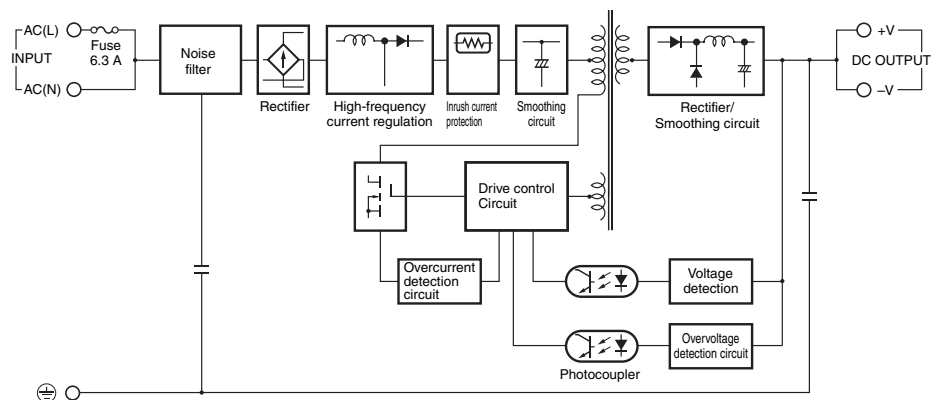 AC(L)
Fuse
6.3 A
INPUT
AC(N)
Noise
filter
Rectifier
High-frequency
current regulation
Inrush current
protection
Smoothing
circuit
Rectifier/
Smoothing circuit
+V
DC OUTPUT
–V
Drive control
Circuit
Overcurrent
detection
circuit
Voltage
detection
Overvoltage
detection circuit
Photocoupler